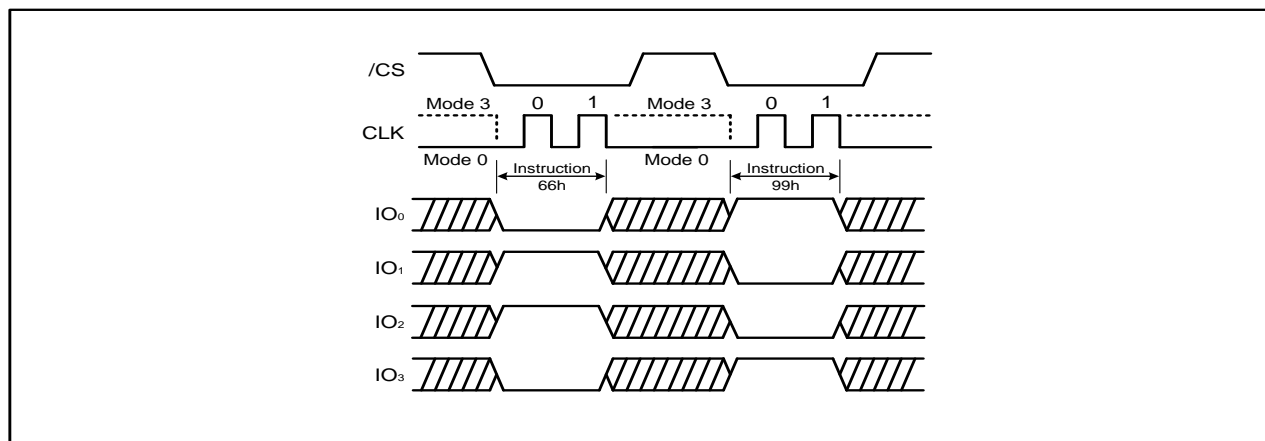 /CS
Mode 3 0 1 Mode 3 0 1
CLK
Mode 0 Instruction Mode 0 Instruction
66h 99h
IO₀
IO₁
IO₂
IO₃